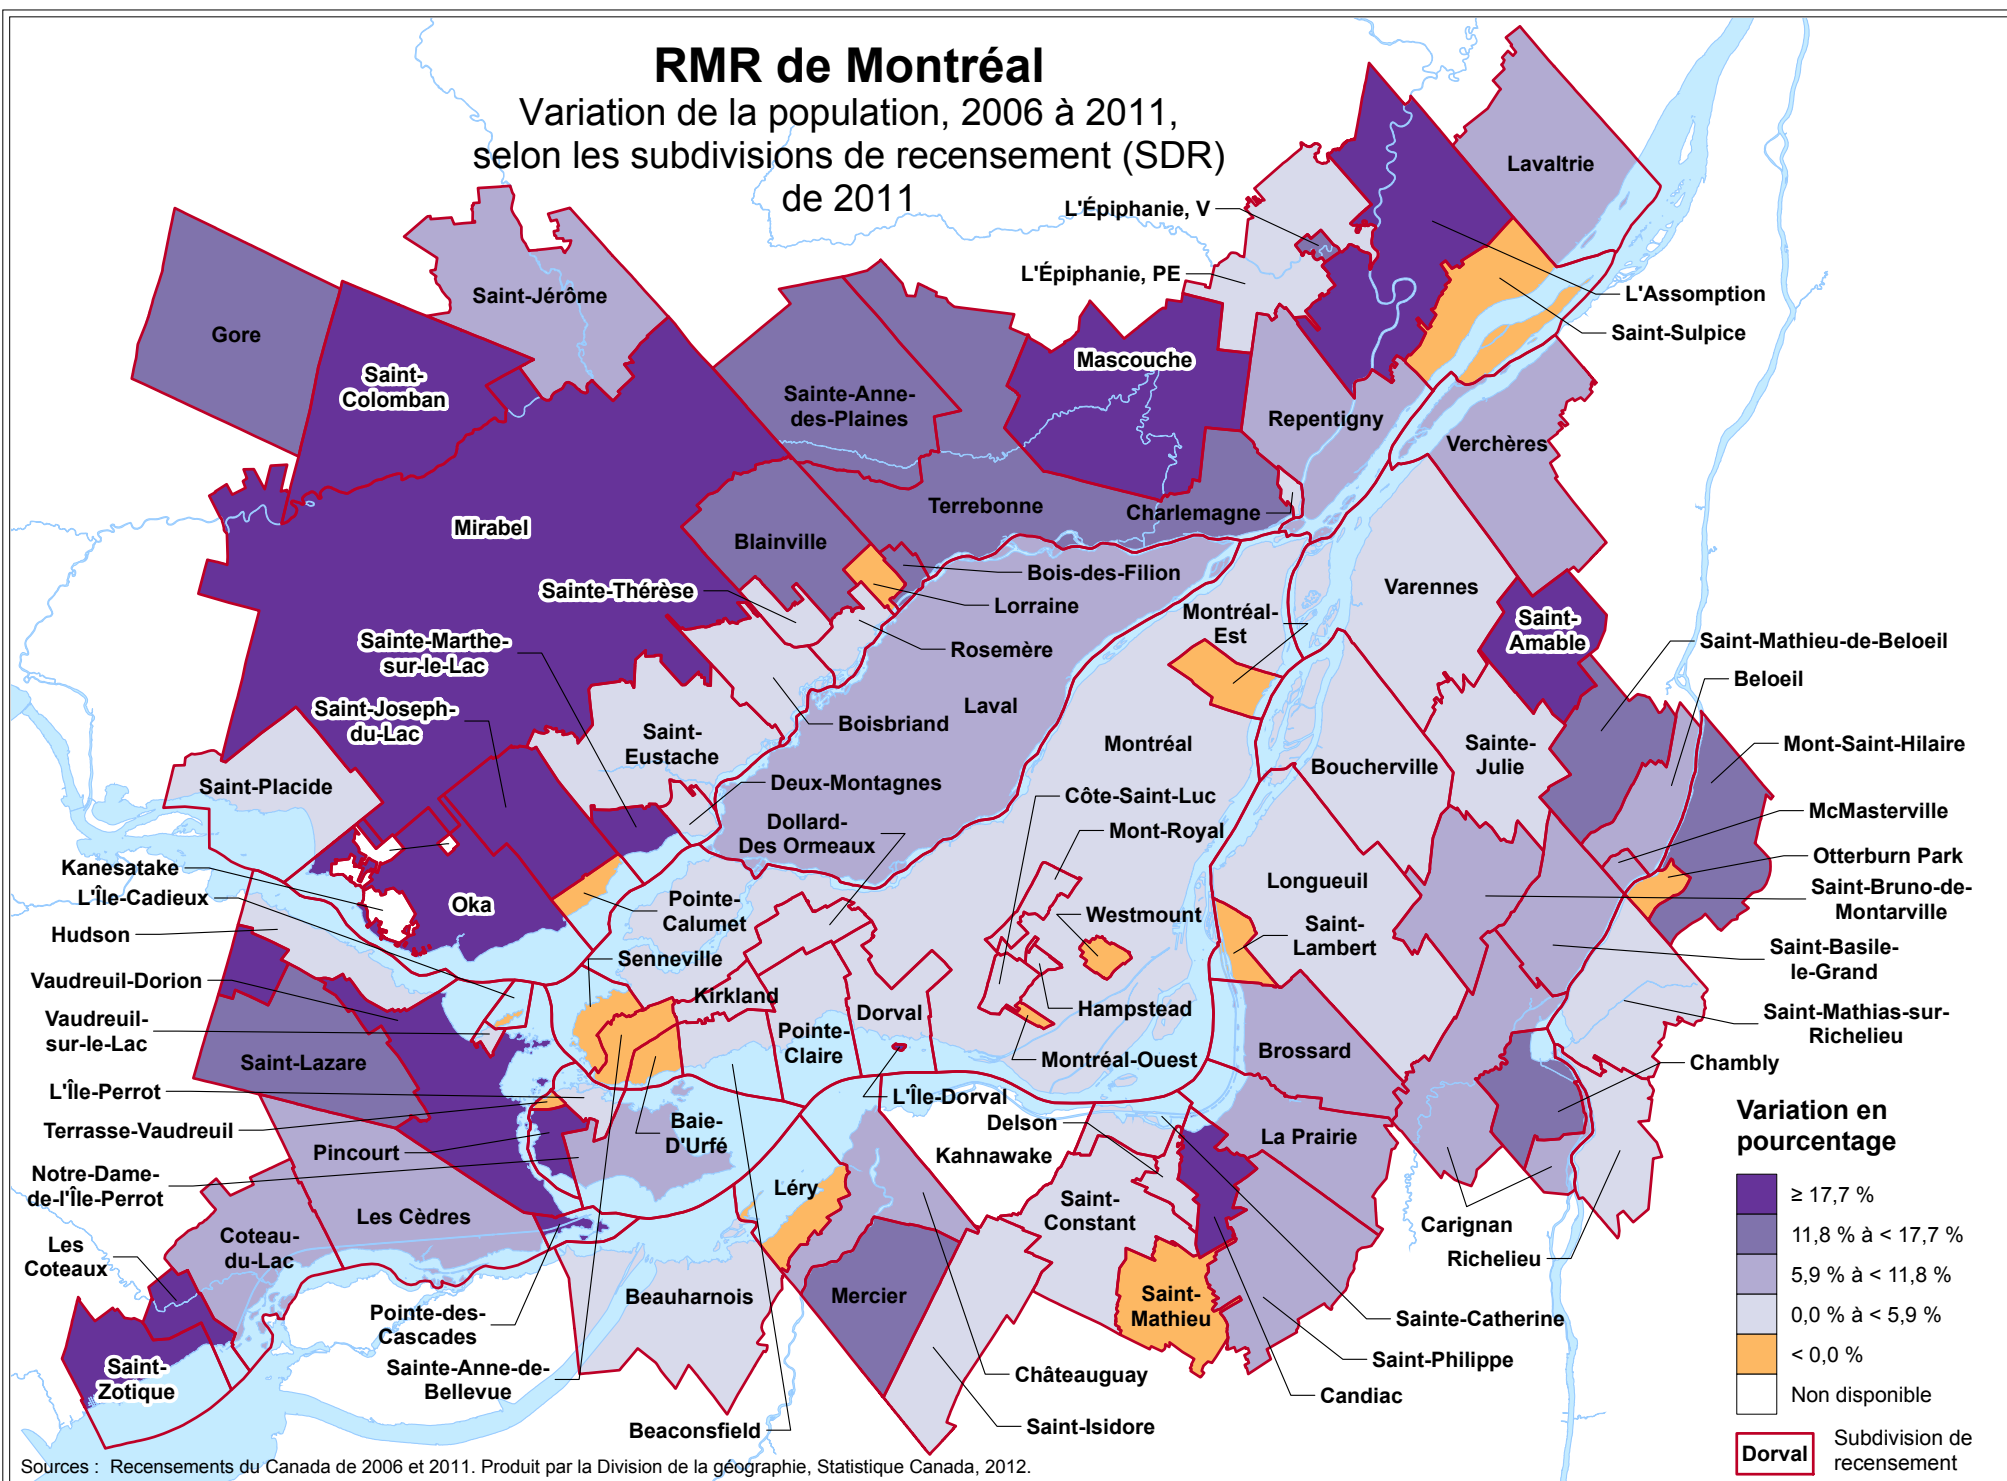 RMR de Montréal
Variation de la population, 2006 à 2011,
selon les subdivisions de recensement (SDR)
de 2011
Lavaltrie
L'Épiphanie, V
L'Épiphanie, PE
L'Assomption
Saint-Sulpice
Saint-Jérôme
Gore
Saint-
Colomban
Mascouche
Sainte-Anne-
des-Plaines
Repentigny
Verchères
Terrebonne
Charlemagne
Mirabel
Blainville
Bois-des-Filion
Lorraine
Rosemère
Sainte-Thérèse
Varennes
Montréal-
Est
Saint-
Amable
Saint-Mathieu-de-Beloeil
Beloeil
Sainte-Marthe-
sur-le-Lac
Saint-Joseph-
du-Lac
Laval
Boisbriand
Saint-
Eustache
Montréal
Boucherville
Sainte-
Julie
Mont-Saint-Hilaire
Saint-Placide
Deux-Montagnes
Côte-Saint-Luc
Mont-Royal
McMasterville
Dollard-
Des Ormeaux
Otterburn Park
Kanesatake
L'Île-Cadieux
Oka
Longueuil
Saint-Bruno-de-
Montarville
Pointe-
Calumet
Westmount
Saint-
Lambert
Hudson
Senneville
Saint-Basile-
le-Grand
Vaudreuil-Dorion
Kirkland
Dorval
Hampstead
Saint-Mathias-sur-
Richelieu
Vaudreuil-
sur-le-Lac
Pointe-
Claire
Saint-Lazare
Montréal-Ouest
Brossard
Chambly
L'Île-Perrot
L'Île-Dorval
Terrasse-Vaudreuil
Baie-
D'Urfé
Delson
La Prairie
Pincourt
Kahnawake
Notre-Dame-
de-l'Île-Perrot
Léry
Saint-
Constant
Les Cèdres
Coteau-
du-Lac
Carignan
Richelieu
Les
Coteaux
Beauharnois
Mercier
Saint-
Mathieu
Pointe-des-
Cascades
Sainte-Catherine
Saint-
Zotique
Sainte-Anne-de-
Bellevue
Châteauguay
Saint-Philippe
Candiac
Beaconsfield
Saint-Isidore
Variation en
pourcentage
≥ 17,7 %
11,8 % à < 17,7 %
5,9 % à < 11,8 %
0,0 % à < 5,9 %
< 0,0 %
Non disponible
Dorval
Subdivision de
recensement
Sources : Recensements du Canada de 2006 et 2011. Produit par la Division de la géographie, Statistique Canada, 2012.